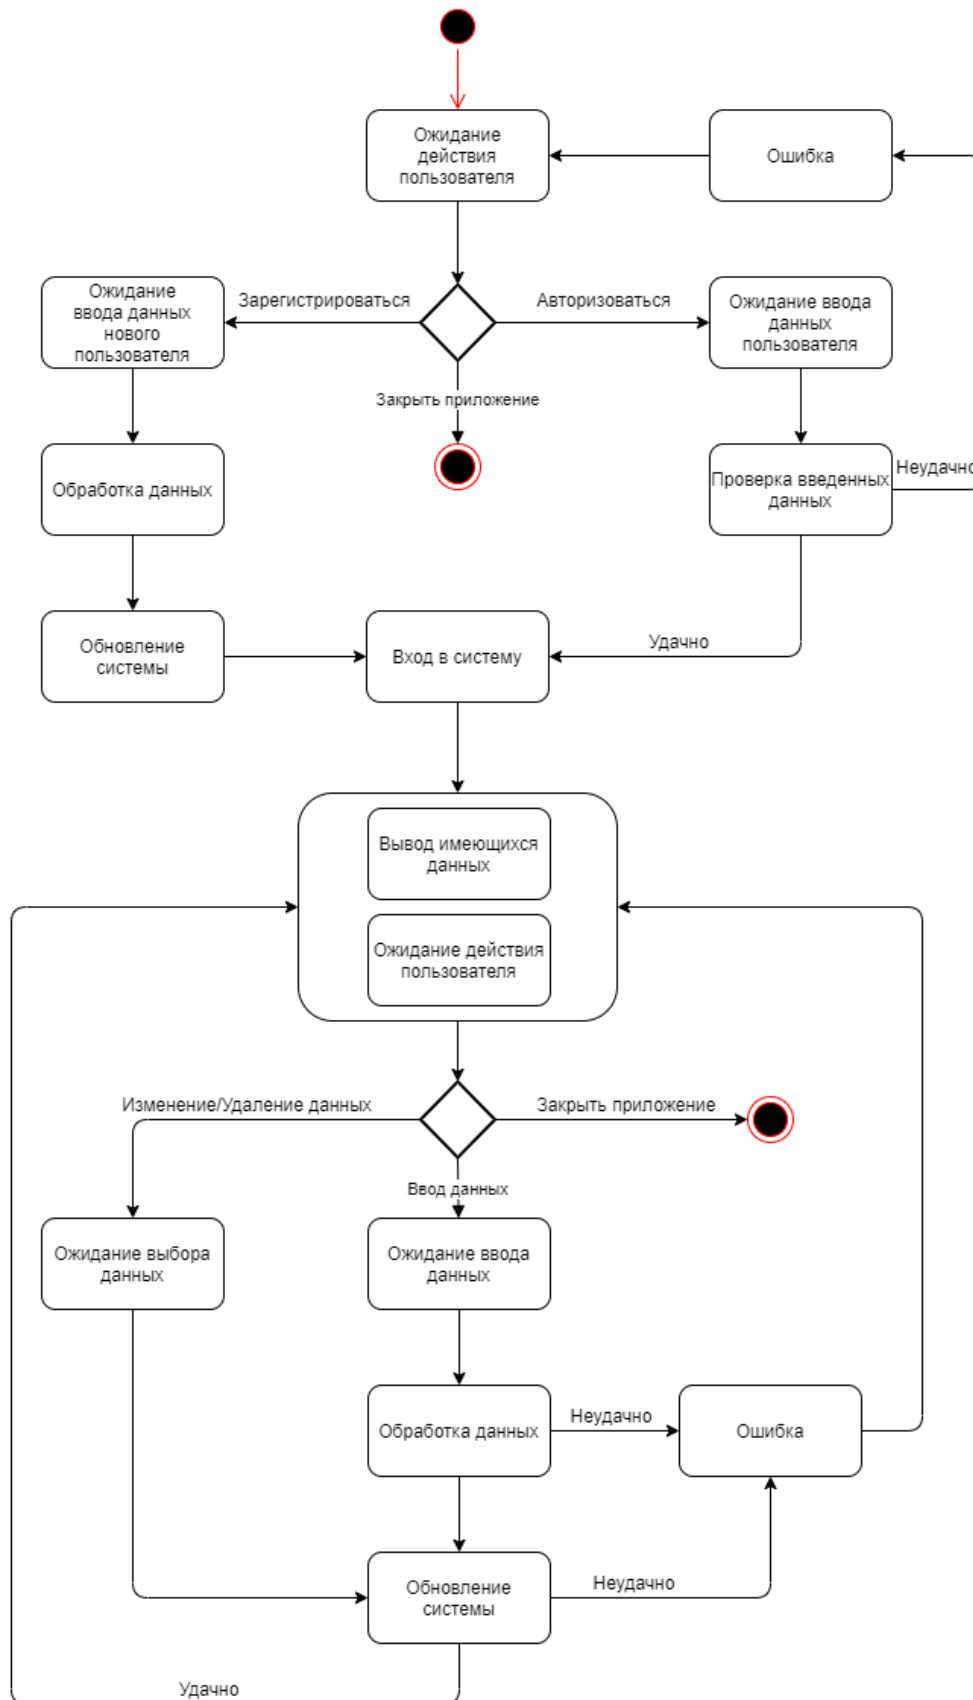 Ожидание
действия
пользователя
Ошибка
Ожидание
ввода данных
нового
пользователя
Зарегистрироваться
Авторизоваться
Ожидание ввода
данных
пользователя
Закрыть приложение
Обработка данных
Проверка введенных
данных
Неудачно
Обновление
системы
Вход в систему
Удачно
Вывод имеющихся
данных
Ожидание действия
пользователя
Изменение/Удаление данных
Закрыть приложение
Ввод данных
Ожидание выбора
данных
Ожидание ввода
данных
Обработка данных
Неудачно
Ошибка
Обновление
системы
Неудачно
Удачно